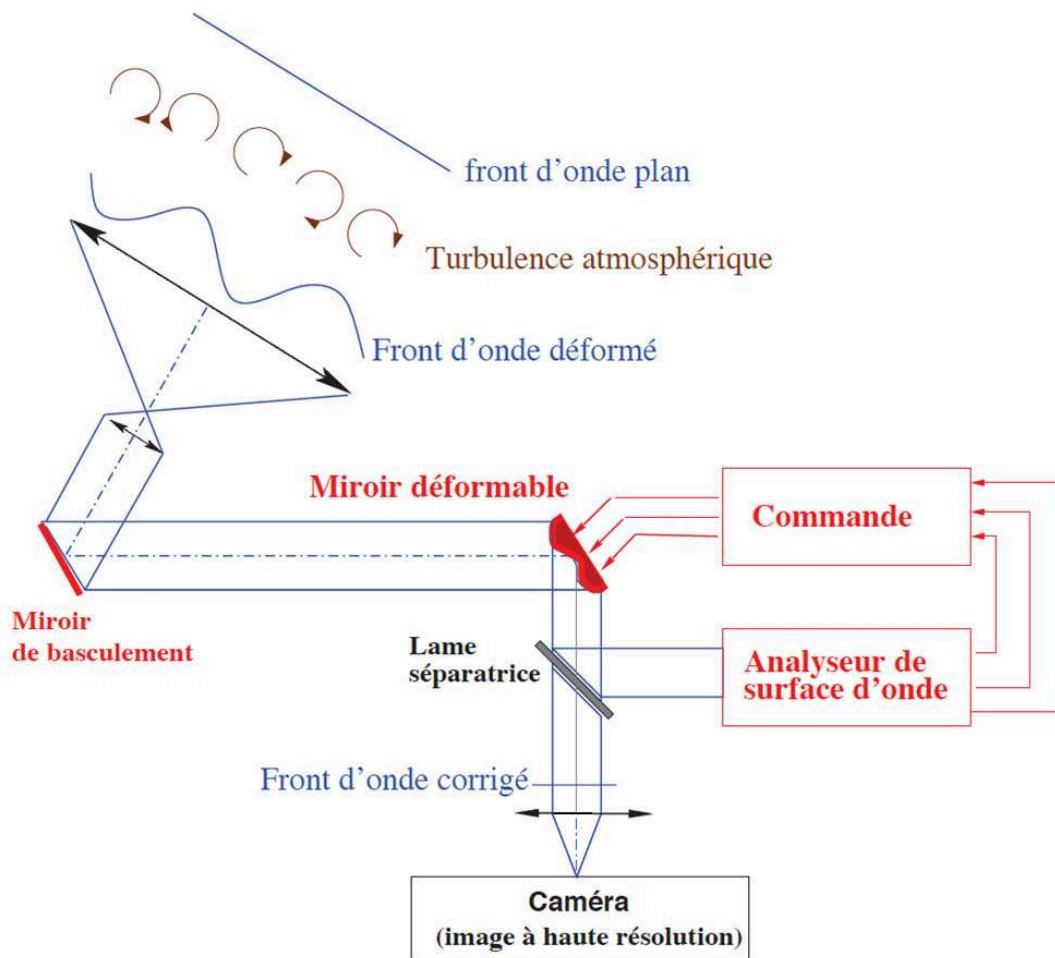 front d’onde plan
Turbulence atmosphérique
Front d’onde déformé
Miroir déformable
Commande
Miroir
de basculement
Lame
séparatrice
Analyseur de
surface d’onde
Front d’onde corrigé
Caméra
(image à haute résolution)